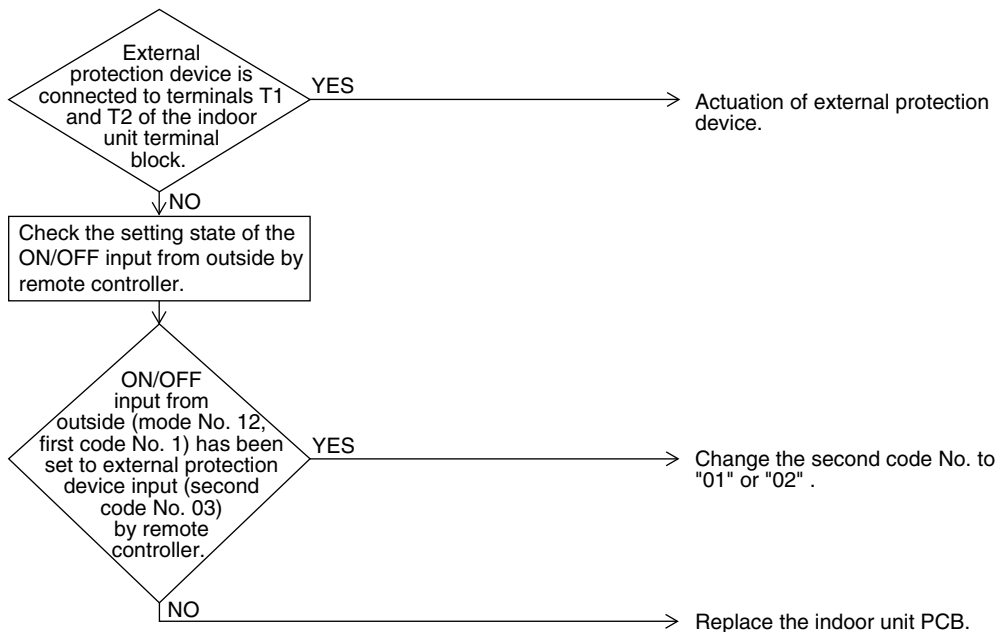 External
protection device is
connected to terminals T1
and T2 of the indoor
unit terminal
block.
YES
Actuation of external protection
device.
NO
Check the setting state of the
ON/OFF input from outside by
remote controller.
ON/OFF
input from
outside (mode No. 12,
first code No. 1) has been
set to external protection
device input (second
code No. 03)
by remote
controller.
YES
Change the second code No. to
"01" or "02" .
NO
Replace the indoor unit PCB.